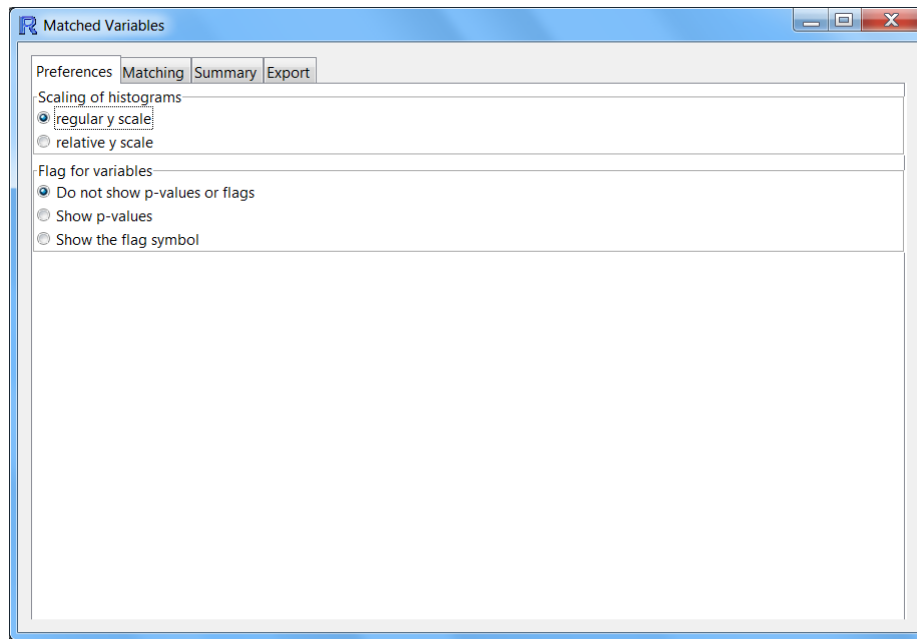 Matched Variables
Preferences Matching Summary Export
Scaling of histograms
regular y scale
relative y scale
Flag for variables
Do not show p-values or flags
Show p-values
Show the flag symbol